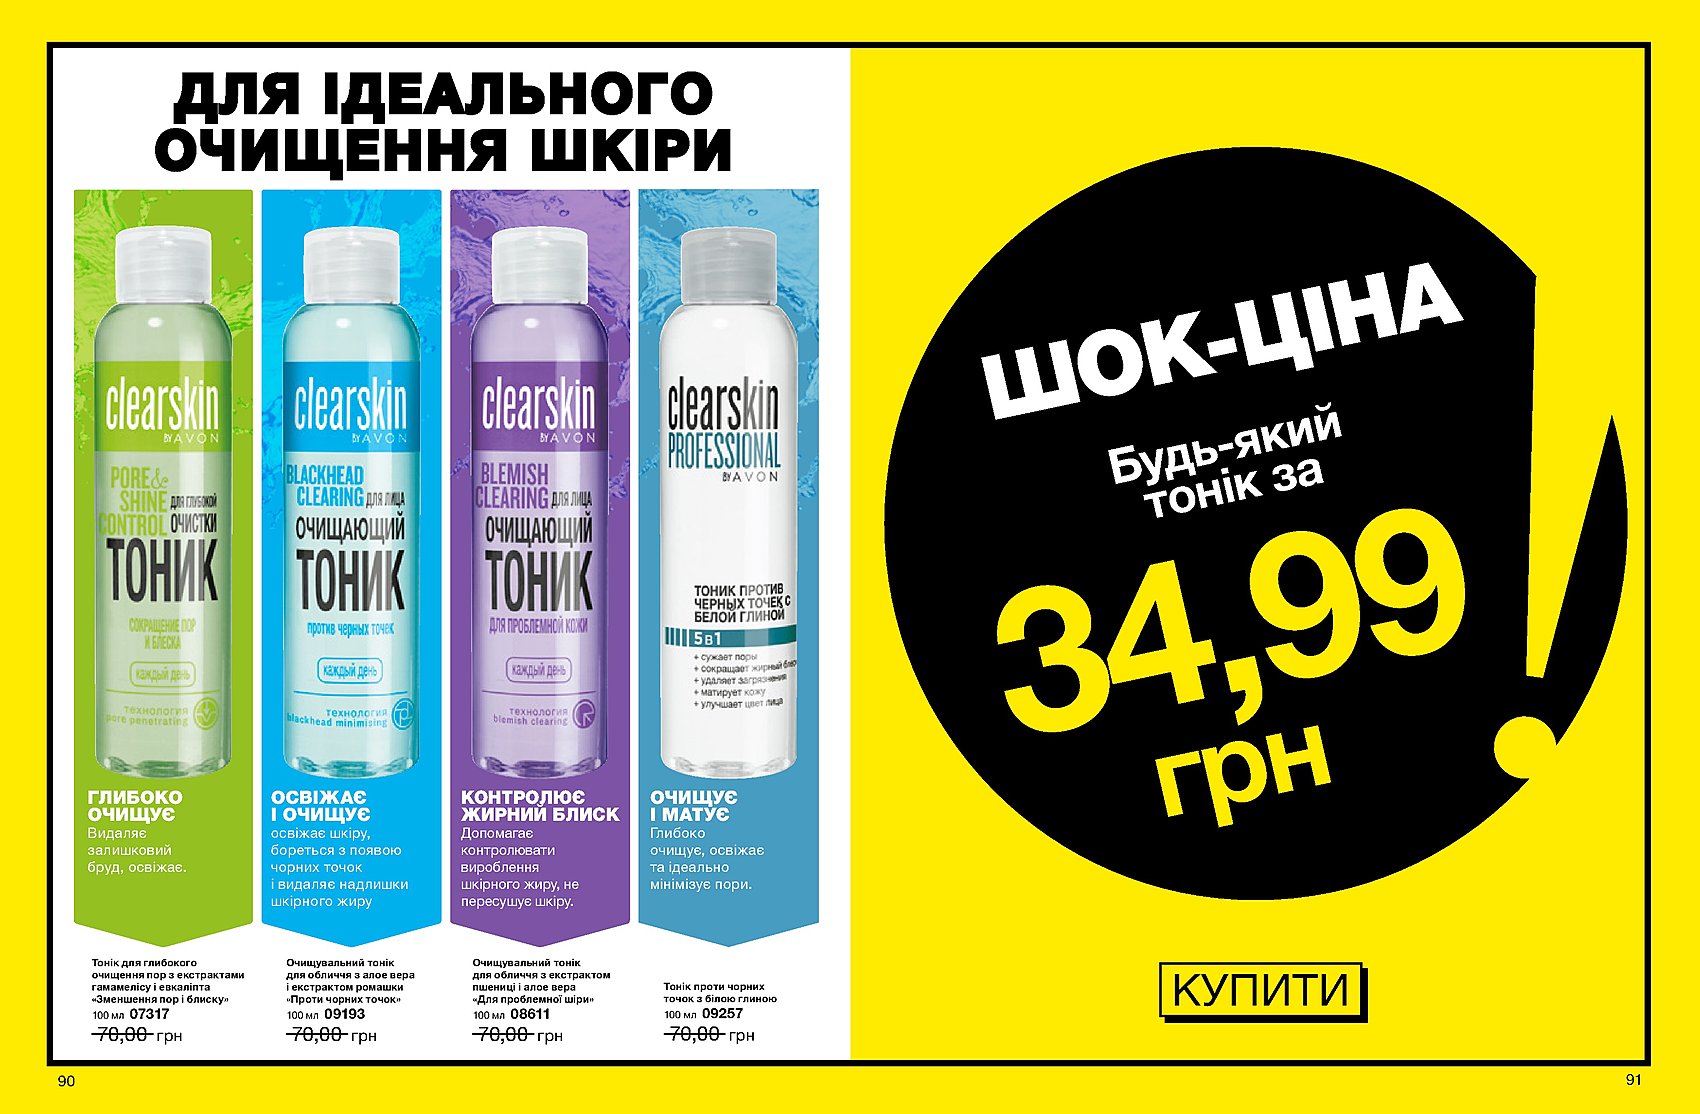 ДЛЯ ІДЕАЛЬНОГО
ОЧИЩЕННЯ ШКІРИ
clearskin
BY AVON
PORE &
SHINE
CONTROL
ДЛЯ ГЛУБОКОЙ
ОЧИСТКИ
ТОНИК
СОКРАЩЕНИЕ ПОР
И БЛЕСКА
каждый день
ТЕХНОЛОГИЯ
pore penetrating
ГЛИБОКО
ОЧИЩУЄ
Видаляє
залишковий
бруд, освіжає.
Тонік для глибокого
очищення пор з екстрактами
гамамелісу і евкаліпта
«Зменшення пор і блиску»
100 мл 07317
70,00 грн
clearskin
BY AVON
BLACKHEAD
CLEARING ДЛЯ ЛИЦА
ОЧИЩАЮЩИЙ
ТОНИК
против черных точек
каждый день
ТЕХНОЛОГИЯ
blackhead minimising
ОСВІЖАЄ
І ОЧИЩУЄ
освіжає шкіру,
бореться з появою
чорних точок
і видаляє надлишки
шкірного жиру
Очищувальний тонік
для обличчя з алое вера
і екстрактом ромашки
«Проти чорних точок»
100 мл 09193
70,00 грн
clearskin
BY AVON
BLEMISH
CLEARING ДЛЯ ЛИЦА
ОЧИЩАЮЩИЙ
ТОНИК
ДЛЯ ПРОБЛЕМНОЙ КОЖИ
каждый день
ТЕХНОЛОГИЯ
blemish clearing
КОНТРОЛЮЄ
ЖИРНИЙ БЛИСК
Допомагає
контролювати
вироблення
шкірного жиру, не
пересушує шкіру.
Очищувальний тонік
для обличчя з екстрактом
пшениці і алое вера
«Для проблемної шіри»
100 мл 08611
70,00 грн
clearskin
PROFESSIONAL
BY AVON
ТОНИК ПРОТИВ
ЧЕРНЫХ ТОЧЕК С
БЕЛОЙ ГЛИНОЙ
5 в 1
+ сужает поры
+ сокращает жирный блеск
+ удаляет загрязнения
+ матирует кожу
+ улучшает цвет лица
ОЧИЩУЄ
І МАТУЄ
Глибоко
очищує, освіжає
та ідеально
мінімізує пори.
Тонік проти чорних
точок з білою глиною
100 мл 09257
70,00 грн
ШОК-ЦІНА
Будь-який
тонік за
34,99
грн
КУПИТИ
90
91